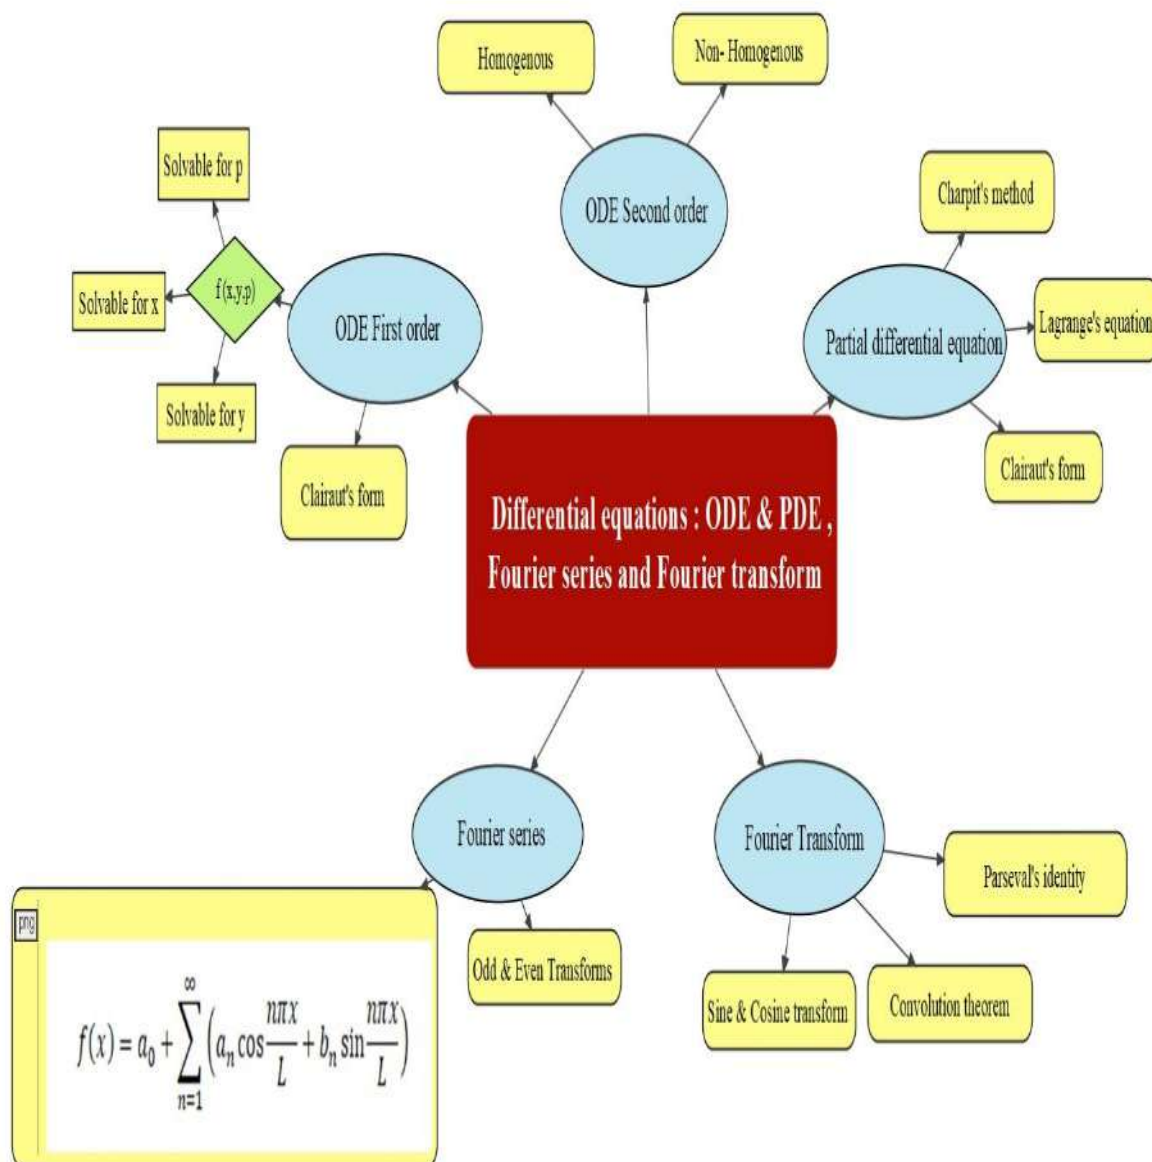 Homogenous
Non- Homogenous
ODE Second order
Solvable for p
f (x,y,p)
Solvable for x
Solvable for y
ODE First order
Clairaut's form
Charpit's method
Partial differential equation
Lagrange's equation
Clairaut's form
Differential equations : ODE & PDE ,
Fourier series and Fourier transform
Fourier series
png
f(x) = a₀ + ∑_{n=1}^{∞} (aₙ cos nπx/L + bₙ sin nπx/L)
Odd & Even Transforms
Fourier Transform
Parseval's identity
Sine & Cosine transform
Convolution theorem